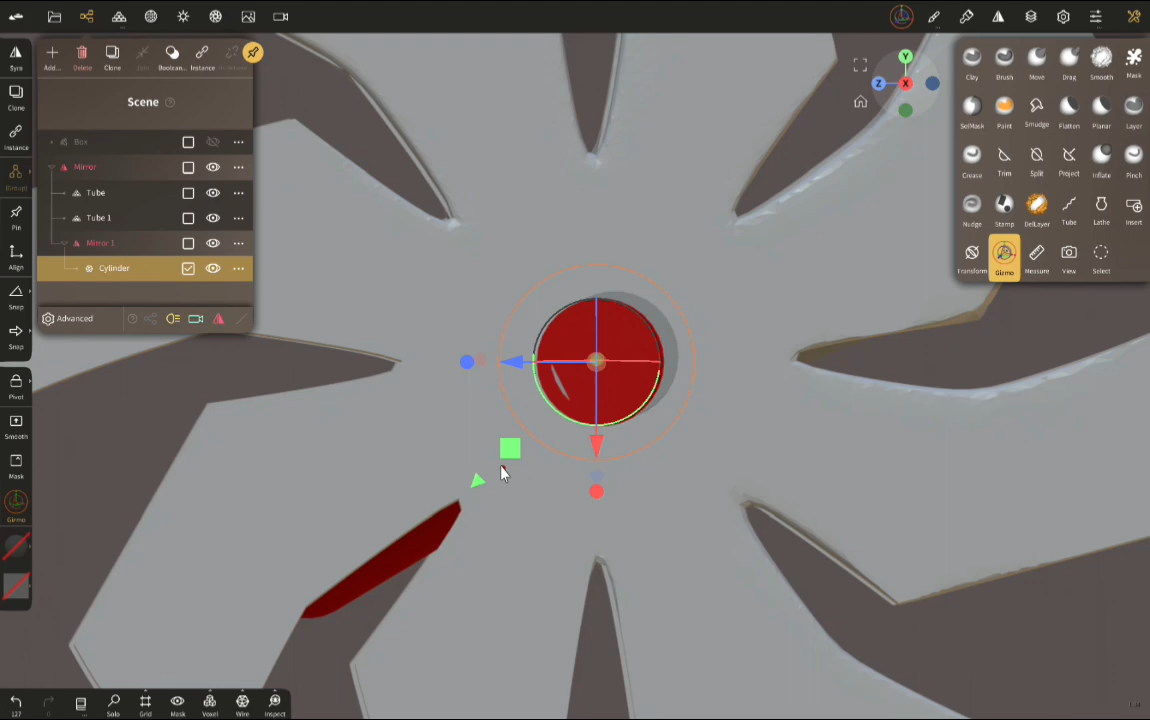 Add...
Delete
Clone
Join
Boolean...
Instance
Scene
Box
Mirror
Tube
Tube 1
Mirror 1
Cylinder
Advanced
Sym
Clone
Instance
Pin
Align
Snap
Snap
Pivot
Smooth
Mask
Gizmo
127
0
Solo
Grid
Mask
Voxel
Wire
Inspect
Y
Z
X
Clay
Brush
Move
Drag
Smooth
Mask
SelMask
Paint
Smudge
Flatten
Planar
Layer
Crease
Trim
Split
Project
Inflate
Pinch
Nudge
Stamp
DelLayer
Tube
Lathe
Insert
Transform
Gizmo
Measure
View
Select